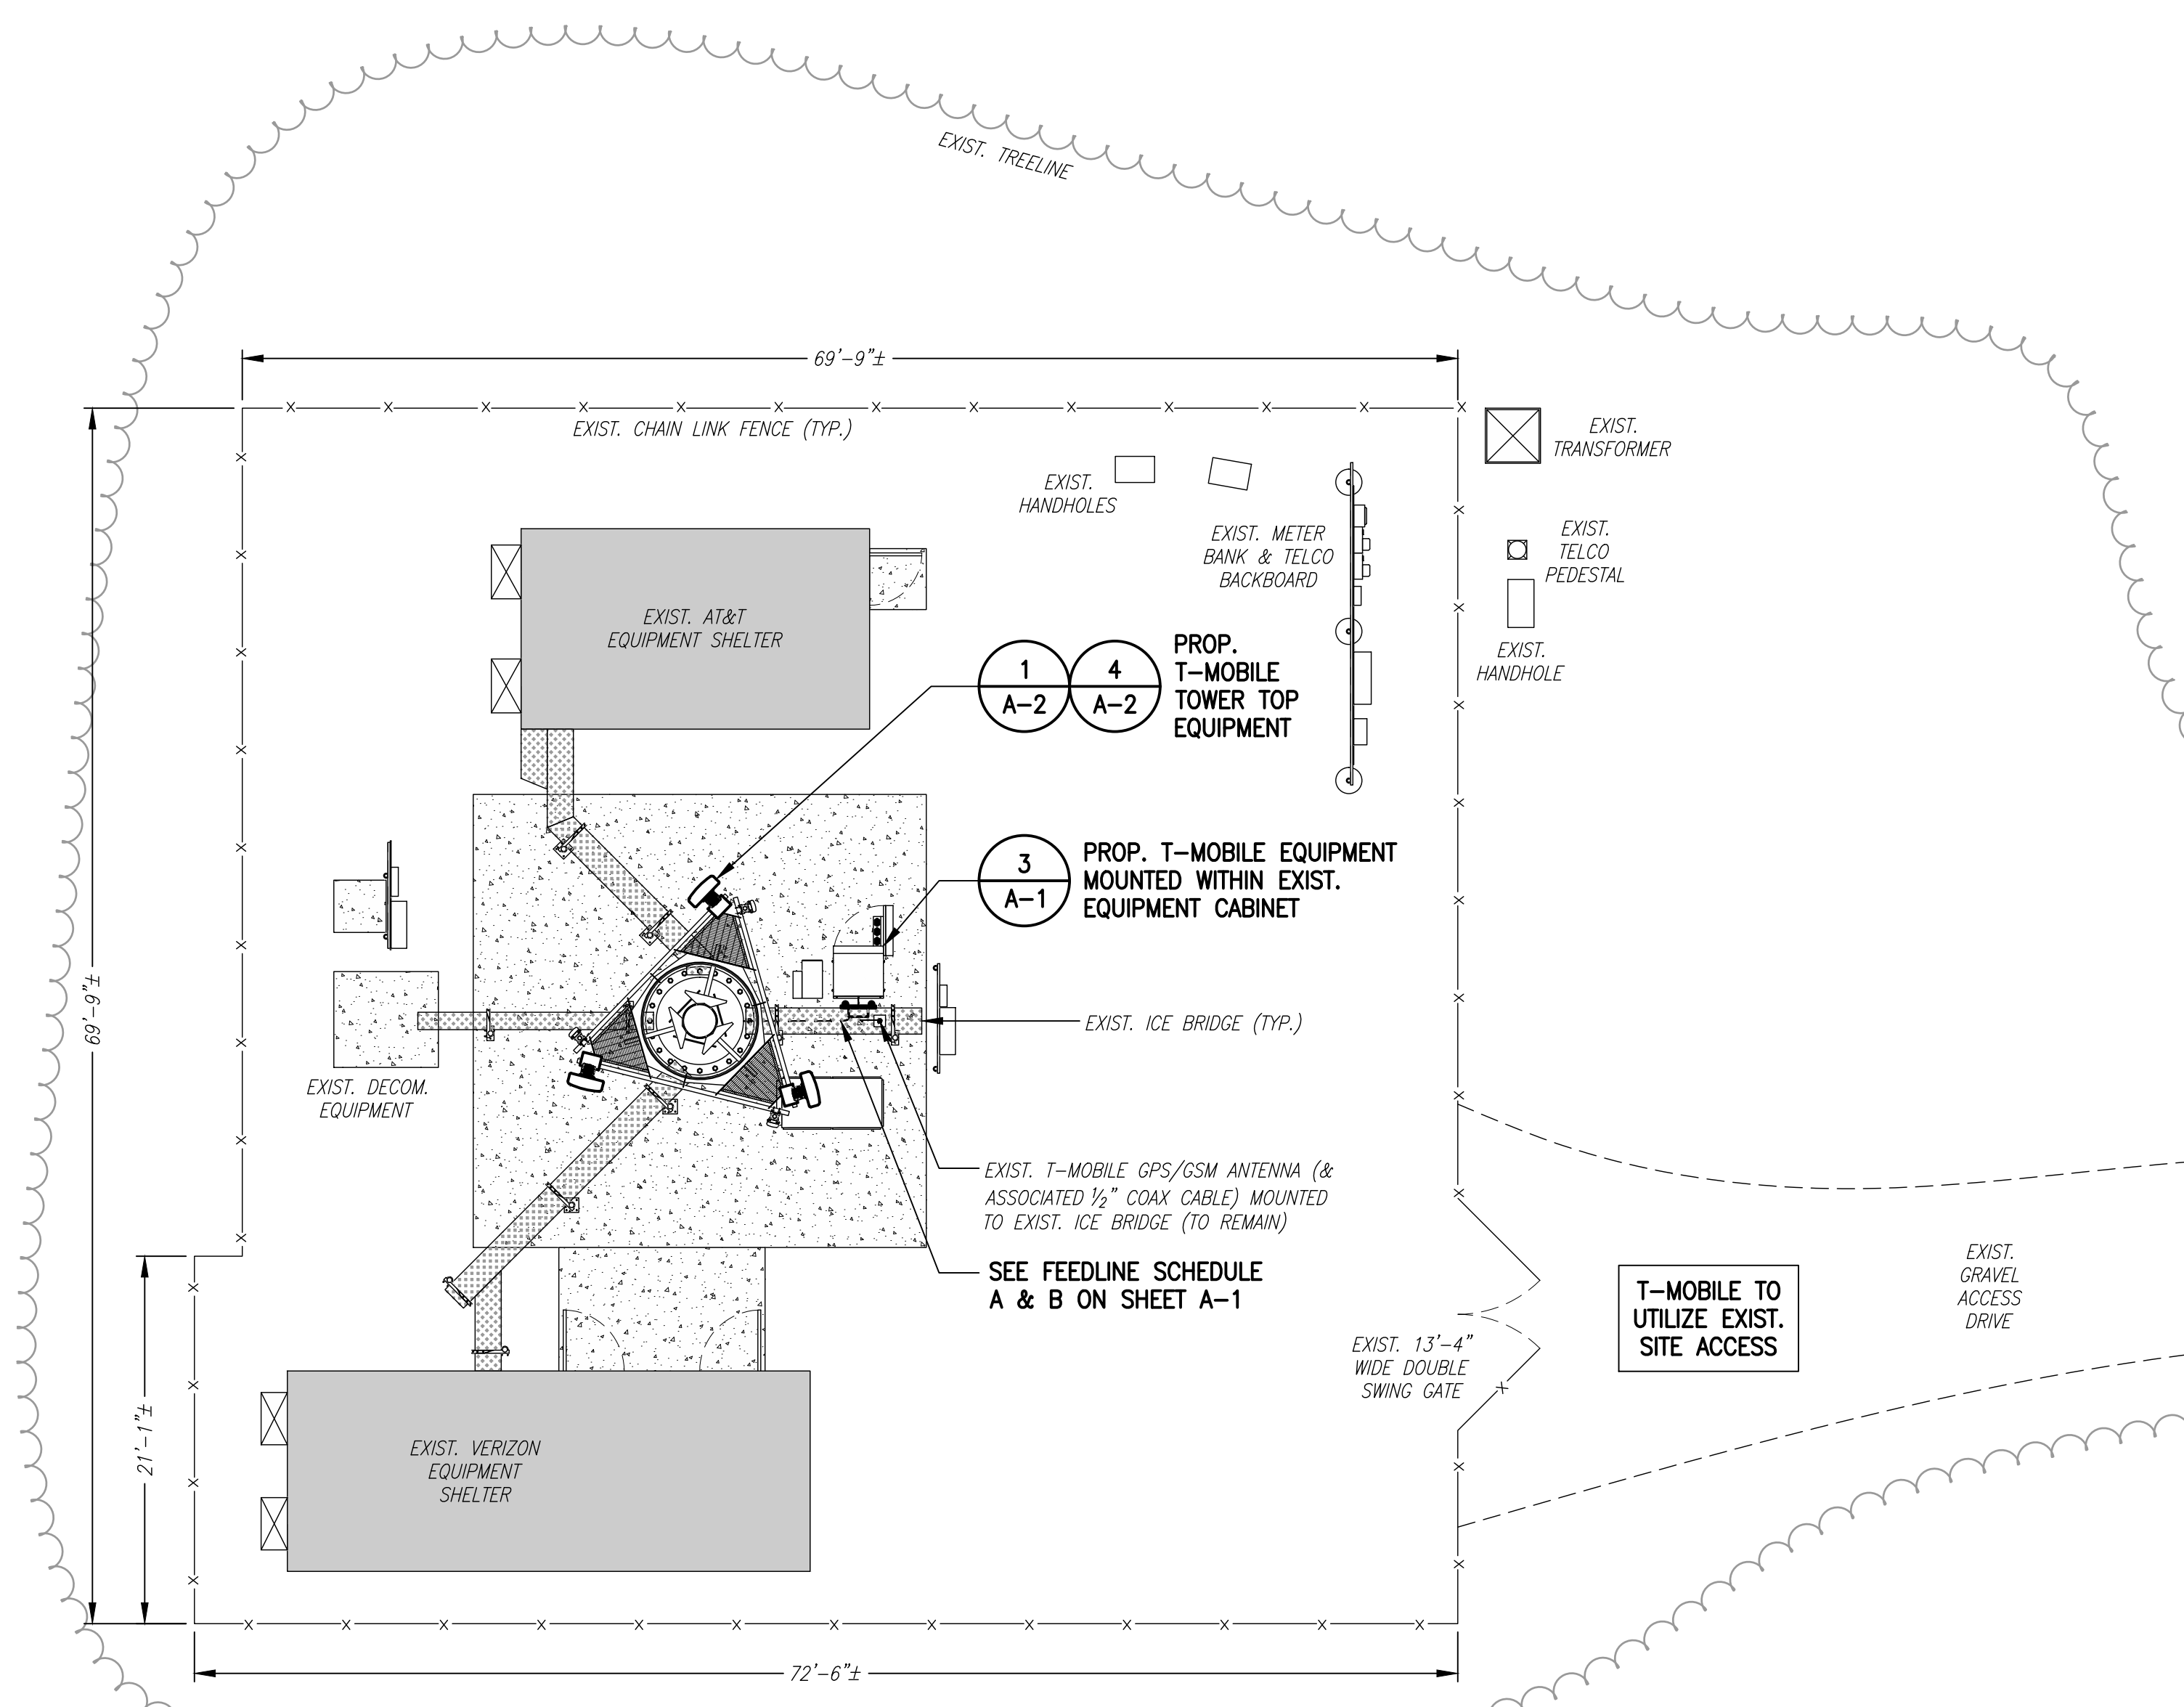 EXIST. TREELINE
69'-9"±
EXIST. CHAIN LINK FENCE (TYP.)
EXIST.
TRANSFORMER
EXIST.
HANDHOLES
EXIST. METER
BANK & TELCO
BACKBOARD
EXIST.
TELCO
PEDESTAL
EXIST.
HANDHOLE
EXIST. AT&T
EQUIPMENT SHELTER
1
A-2
4
A-2
PROP.
T-MOBILE
TOWER TOP
EQUIPMENT
3
A-1
PROP. T-MOBILE EQUIPMENT
MOUNTED WITHIN EXIST.
EQUIPMENT CABINET
69'-6"±
EXIST. ICE BRIDGE (TYP.)
EXIST. DECOM.
EQUIPMENT
EXIST. T-MOBILE GPS/GSM ANTENNA (&
ASSOCIATED ½" COAX CABLE) MOUNTED
TO EXIST. ICE BRIDGE (TO REMAIN)
SEE FEEDLINE SCHEDULE
A & B ON SHEET A-1
EXIST.
GRAVEL
ACCESS
DRIVE
T-MOBILE TO
UTILIZE EXIST.
SITE ACCESS
EXIST. 13'-4"
WIDE DOUBLE
SWING GATE
21'-1"±
EXIST. VERIZON
EQUIPMENT
SHELTER
72'-6"±